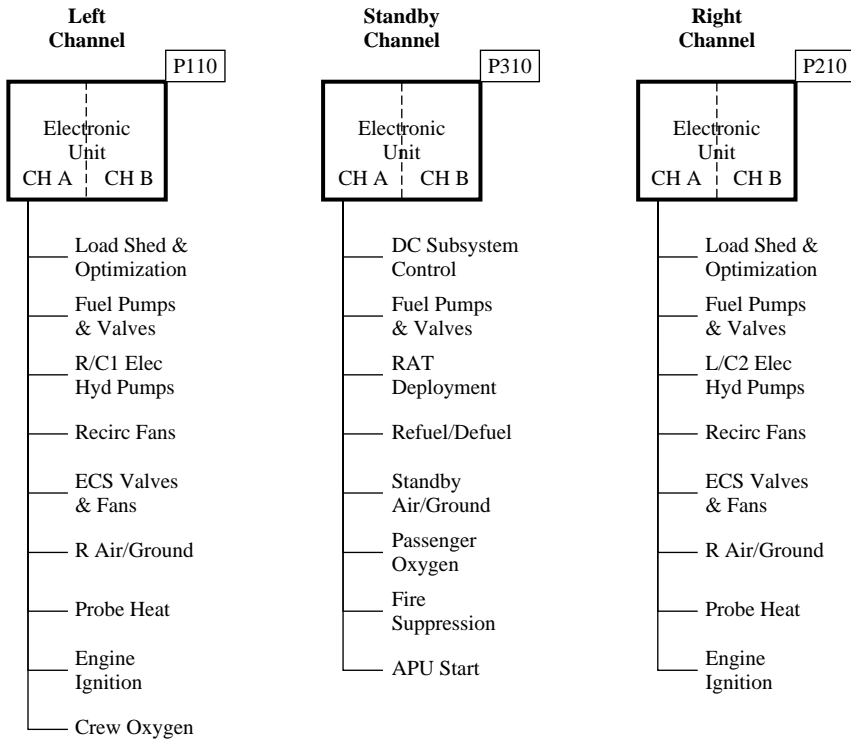 Left
Channel
P110
Electronic
Unit
CH A CH B
Load Shed &
Optimization
Fuel Pumps
& Valves
R/C1 Elec
Hyd Pumps
Recirc Fans
ECS Valves
& Fans
R Air/Ground
Probe Heat
Engine
Ignition
Crew Oxygen
Standby
Channel
P310
Electronic
Unit
CH A CH B
DC Subsystem
Control
Fuel Pumps
& Valves
RAT
Deployment
Refuel/Defuel
Standby
Air/Ground
Passenger
Oxygen
Fire
Suppression
APU Start
Right
Channel
P210
Electronic
Unit
CH A CH B
Load Shed &
Optimization
Fuel Pumps
& Valves
L/C2 Elec
Hyd Pumps
Recirc Fans
ECS Valves
& Fans
R Air/Ground
Probe Heat
Engine
Ignition